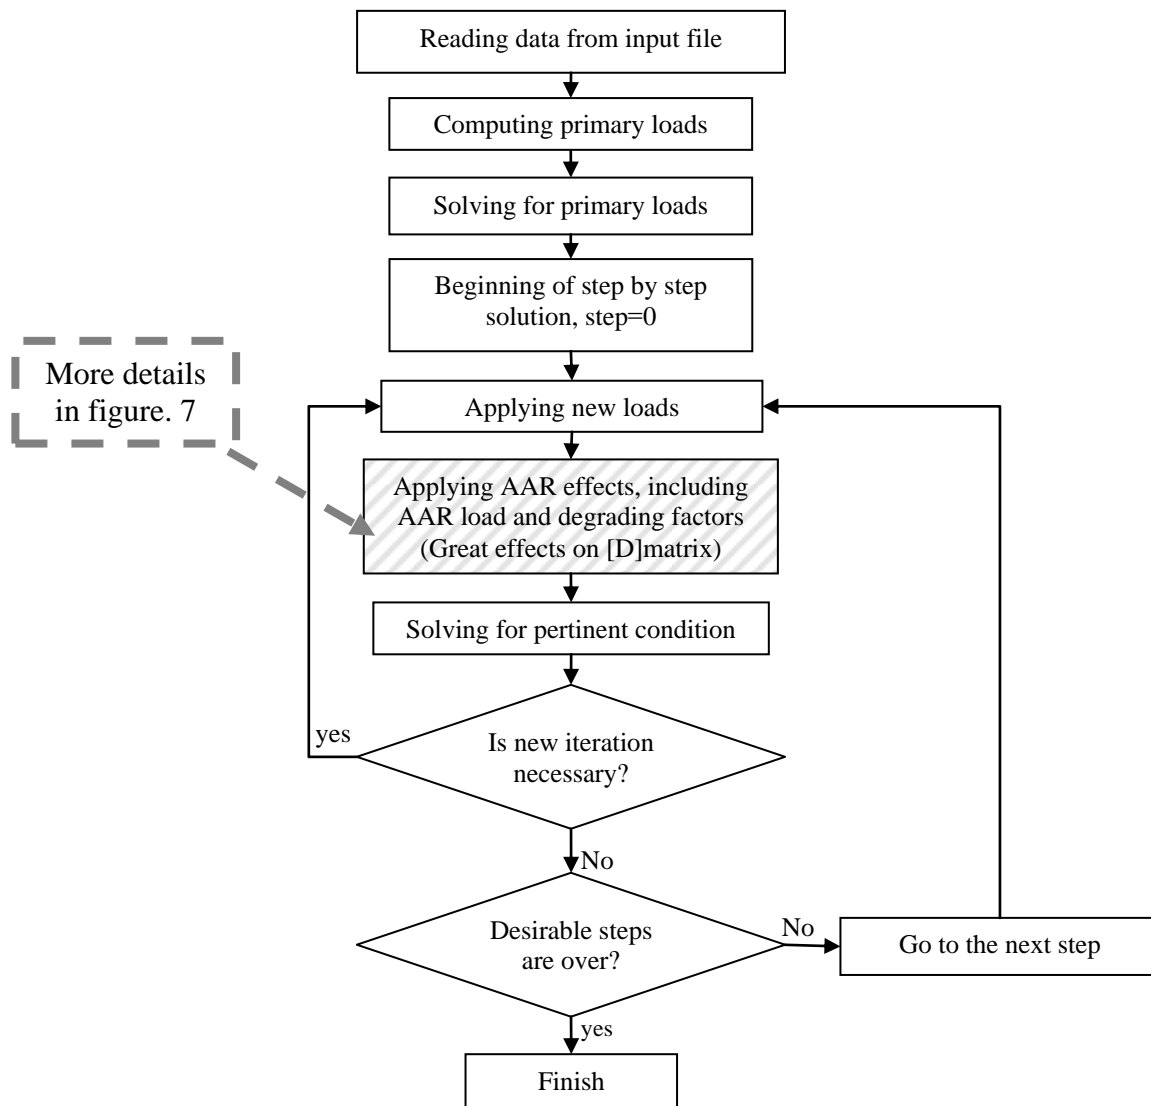 Reading data from input file
Computing primary loads
Solving for primary loads
Beginning of step by step
solution, step=0
More details
in figure. 7
Applying new loads
Applying AAR effects, including
AAR load and degrading factors
(Great effects on [D]matrix)
Solving for pertinent condition
yes
Is new iteration
necessary?
No
Desirable steps
are over?
No
Go to the next step
yes
Finish